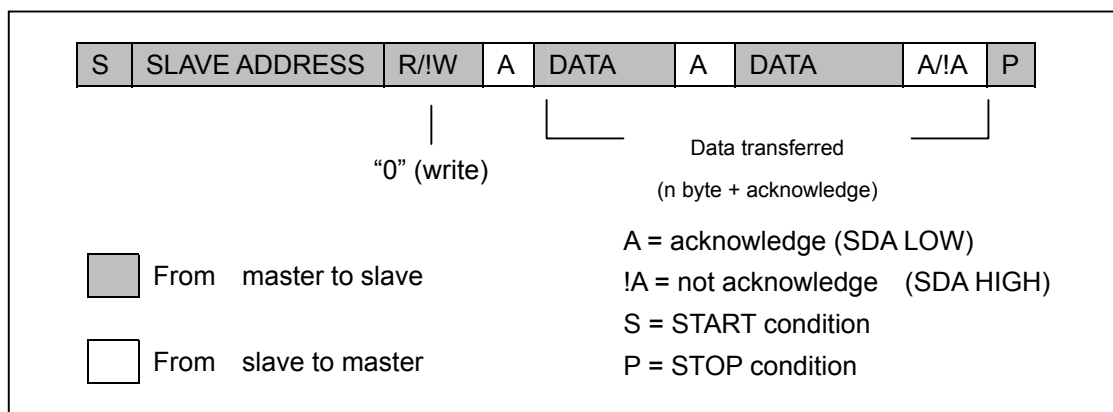 S SLAVE ADDRESS R/!W A DATA A DATA A/!A P
“0” (write)
Data transferred
(n byte + acknowledge)
A = acknowledge (SDA LOW)
!A = not acknowledge (SDA HIGH)
S = START condition
P = STOP condition
From master to slave
From slave to master